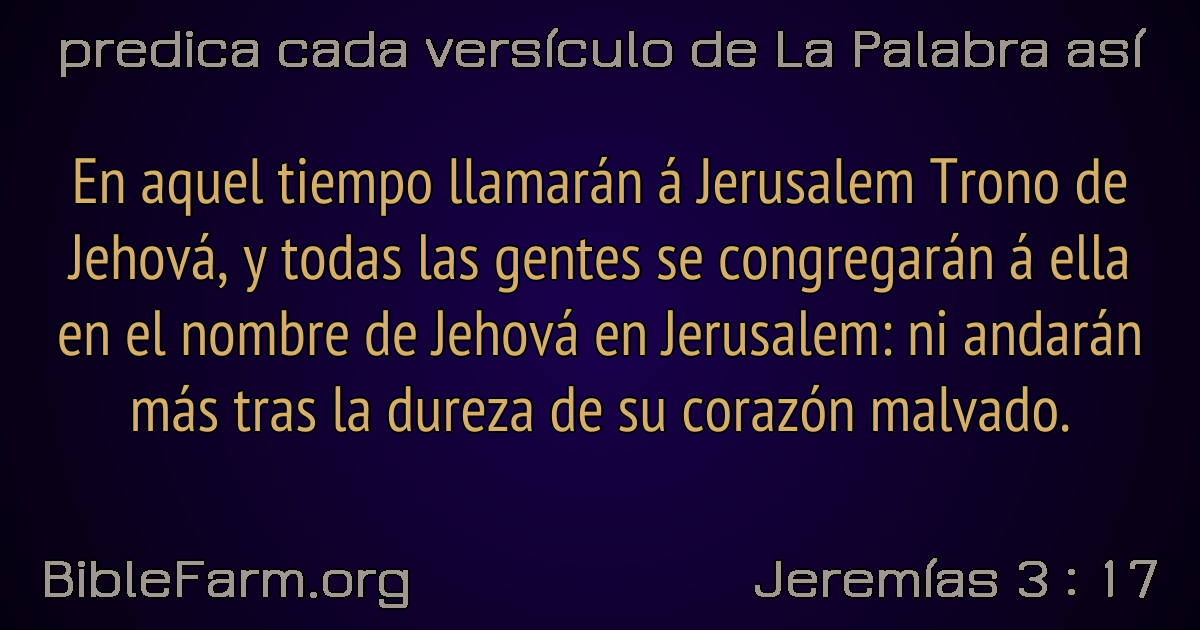 predica cada versículo de La Palabra así
En aquel tiempo llamarán á Jerusalem Trono de
Jehová, y todas las gentes se congregarán á ella
en el nombre de Jehová en Jerusalem: ni andarán
más tras la dureza de su corazón malvado.
BibleFarm.org
Jeremías 3 : 17